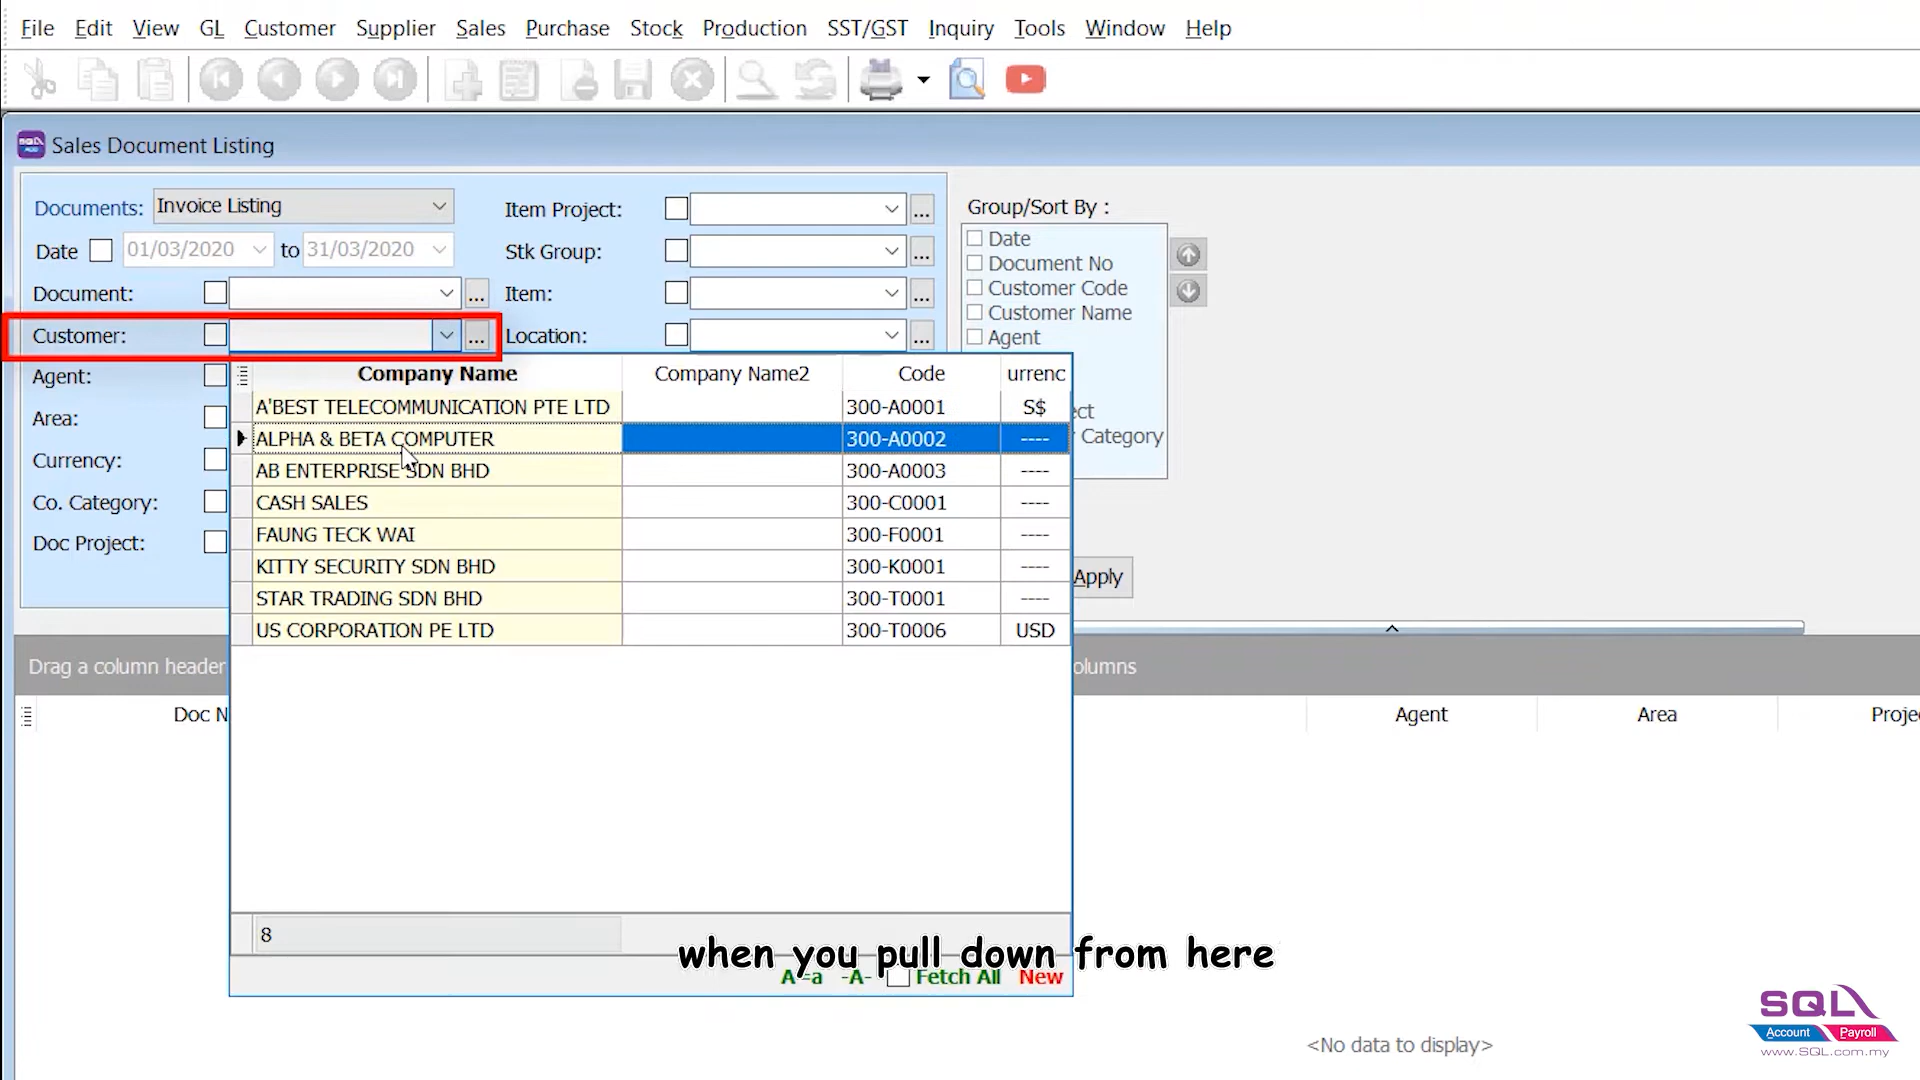 File Edit View GL Customer Supplier Sales Purchase Stock Production SST/GST Inquiry Tools Window Help
SQL Sales Document Listing
Documents: Invoice Listing
Date 01/03/2020 to 31/03/2020
Document: ...
Customer: ...
Agent:
Area:
Currency:
Co. Category:
Doc Project:
Item Project: ...
Stk Group: ...
Item: ...
Location: ...
Group/Sort By :
Date
Document No
Customer Code
Customer Name
Agent
ect
Category
Company Name Company Name2 Code urrenc
A'BEST TELECOMMUNICATION PTE LTD 300-A0001 S$
ALPHA & BETA COMPUTER 300-A0002 ----
AB ENTERPRISE SDN BHD 300-A0003 ----
CASH SALES 300-C0001 ----
FAUNG TECK WAI 300-F0001 ----
KITTY SECURITY SDN BHD 300-K0001 ----
STAR TRADING SDN BHD 300-T0001 ----
US CORPORATION PE LTD 300-T0006 USD
Apply
Drag a column header olumns
Doc N Agent Area Proje
8
when you pull down from here
A=a -A- Fetch All New
<No data to display>
SQL
Account Payroll
www.SQL.com.my